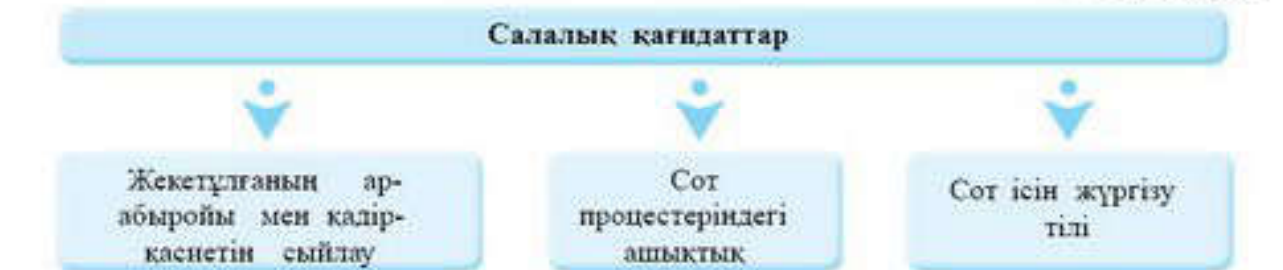 Салалық қағидаттар
Жекетұлғаның ар-
абыройы мен қадір-
қасиетін сыйлау
Сот
процестеріндегі
ашықтық
Сот ісін жүргізу
тілі